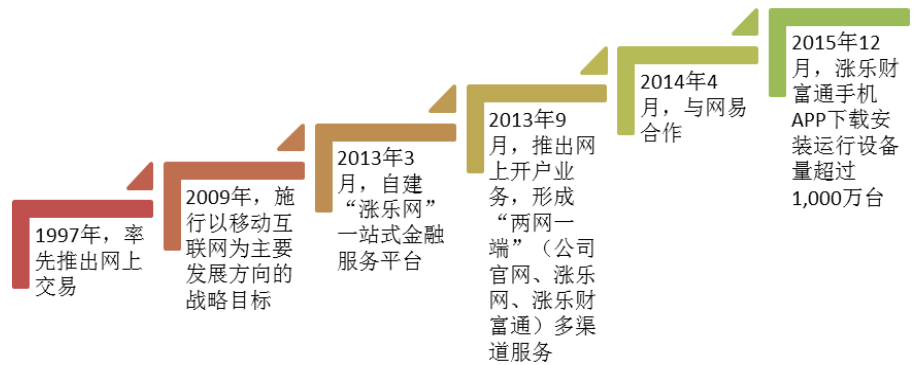 1997年，率
先推出网上
交易
2009年，施
行以移动互
联网为主要
发展方向的
战略目标
2013年3
月，自建
“涨乐网”
一站式金融
服务平台
2013年9
月，推出网
上开户业
务，形成
“两网一
端”（公司
官网、涨乐
网、涨乐财
富通）多渠
道服务
2014年4
月，与网易
合作
2015年12
月，涨乐财
富通手机
APP下载安
装运行设备
量超过
1,000万台